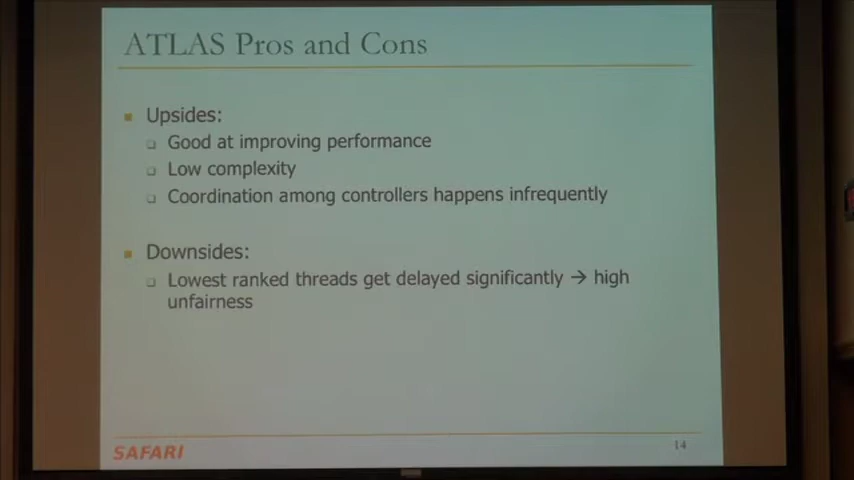 ATLAS Pros and Cons
Upsides:
Good at improving performance
Low complexity
Coordination among controllers happens infrequently
Downsides:
Lowest ranked threads get delayed significantly → high
unfairness
SAFARI
14